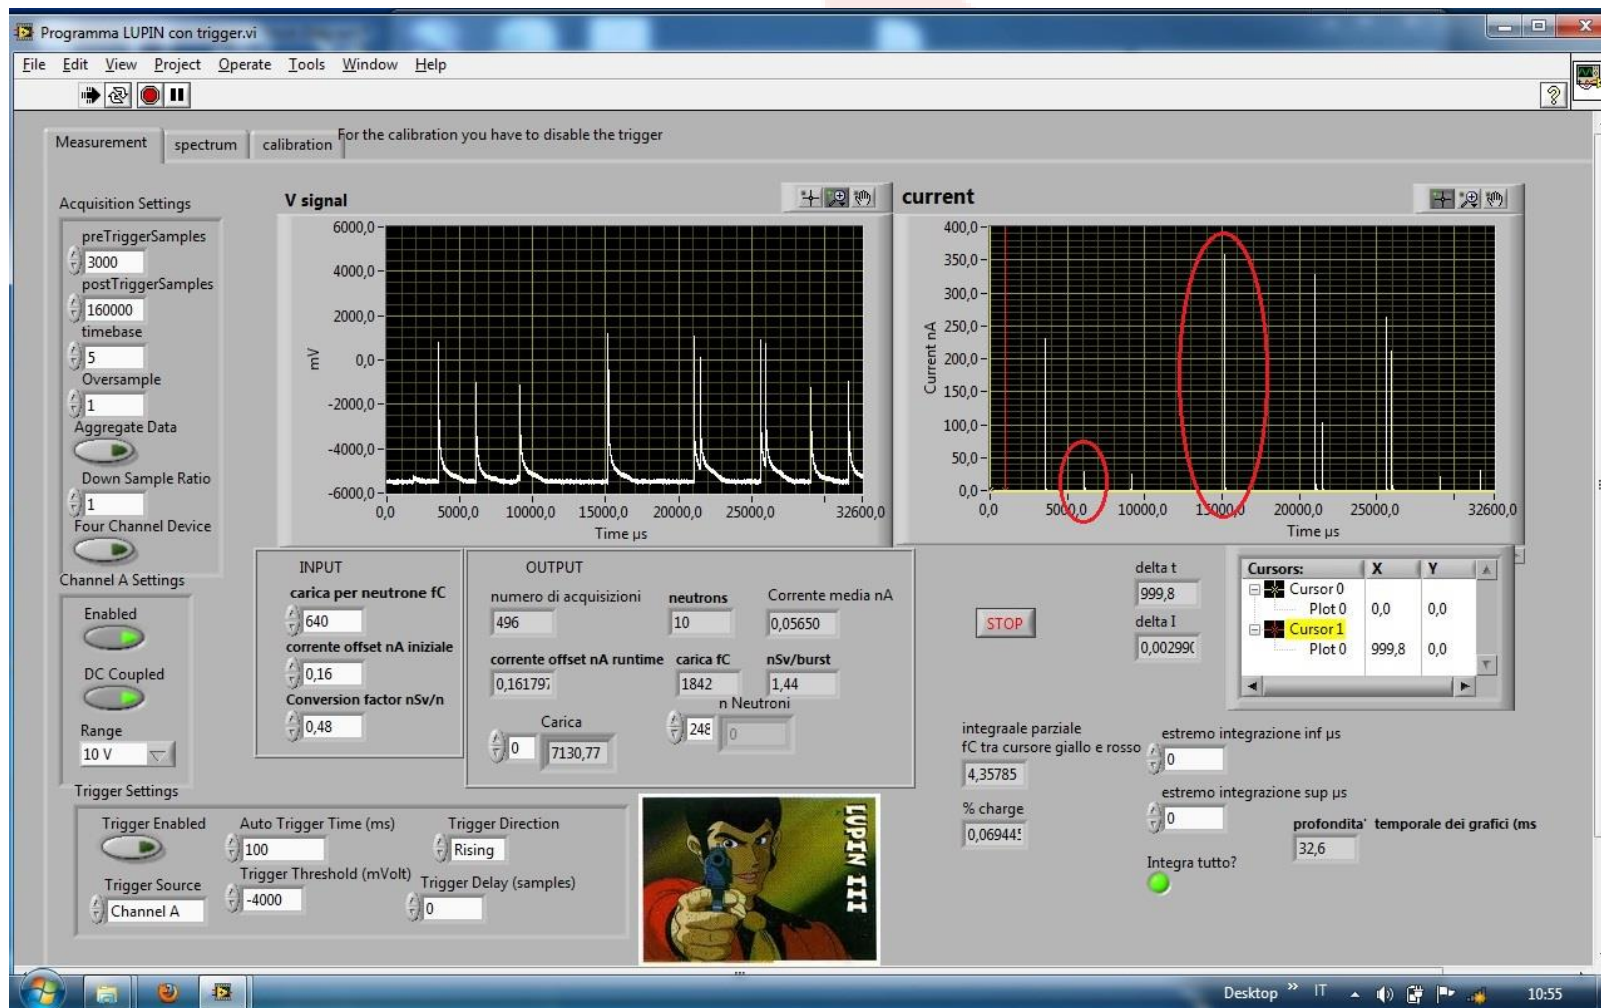 Programma LUPIN con trigger.vi
File Edit View Project Operate Tools Window Help
Measurement spectrum calibration For the calibration you have to disable the trigger
Acquisition Settings
preTriggerSamples
3000
postTriggerSamples
160000
timebase
5
Oversample
1
Aggregate Data
Down Sample Ratio
1
Four Channel Device
Channel A Settings
Enabled
DC Coupled
Range
10 V
V signal
6000,0
4000,0
2000,0
0,0
-2000,0
-4000,0
-6000,0
mV
0,0 5000,0 10000,0 15000,0 20000,0 25000,0 32600,0
Time µs
current
400,0
350,0
300,0
250,0
200,0
150,0
100,0
50,0
0,0
Current nA
0,0 5000,0 10000,0 15000,0 20000,0 25000,0 32600,0
Time µs
INPUT
carica per neutrone fC
640
corrente offset nA iniziale
0,16
Conversion factor nSv/n
0,48
OUTPUT
numero di acquisizioni neutrons Corrente media nA
496 10 0,05650
corrente offset nA runtime carica fC nSv/burst
0,161797 1842 1,44
Carica n Neutroni
0 7130,77 248 0
STOP
delta t
999,8
delta I
0,00299
Cursors: X Y
Cursor 0
Plot 0 0,0 0,0
Cursor 1
Plot 0 999,8 0,0
integraale parziale
fC tra cursore giallo e rosso
4,35785
% charge
0,069445
estremo integrazione inf µs
0
estremo integrazione sup µs
0
Integra tutto?
profondita' temporale dei grafici (ms
32,6
Trigger Settings
Trigger Enabled Auto Trigger Time (ms) Trigger Direction
100 Rising
Trigger Source Trigger Threshold (mVolt) Trigger Delay (samples)
Channel A -4000 0
LUPIN III
Desktop » IT 10:55